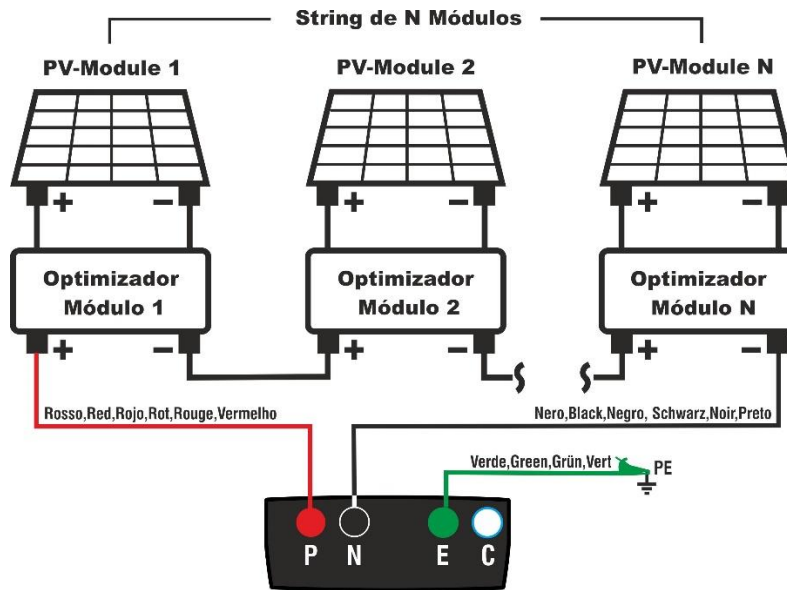 String de N Módulos
PV-Module 1
PV-Module 2
PV-Module N
+ −
+ −
+ −
Optimizador
Módulo 1
Optimizador
Módulo 2
Optimizador
Módulo N
+ −
+ −
+ −
Rosso,Red,Rojo,Rot,Rouge,Vermelho
Nero,Black,Negro, Schwarz,Noir,Preto
Verde,Green,Grün,Vert
PE
P N E C